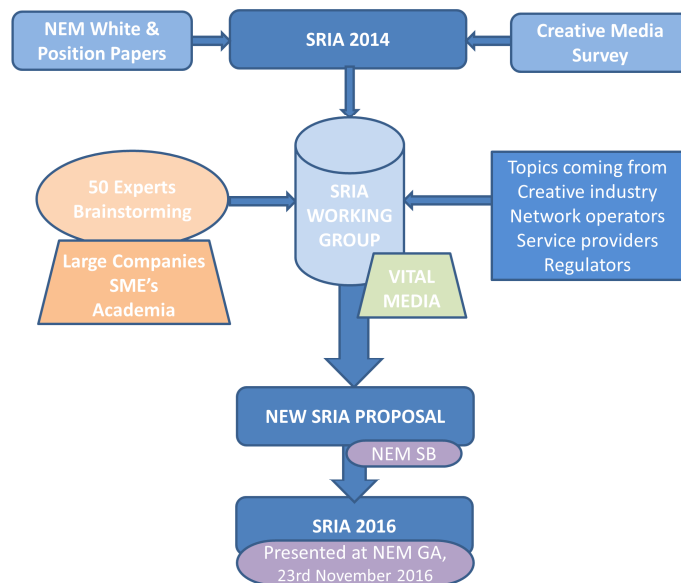 NEM White &
Position Papers
SRIA 2014
Creative Media
Survey
50 Experts
Brainstorming
Large Companies
SME's
Academia
SRIA
WORKING
GROUP
VITAL
MEDIA
Topics coming from
Creative industry
Network operators
Service providers
Regulators
NEW SRIA PROPOSAL
NEM SB
SRIA 2016
Presented at NEM GA,
23rd November 2016